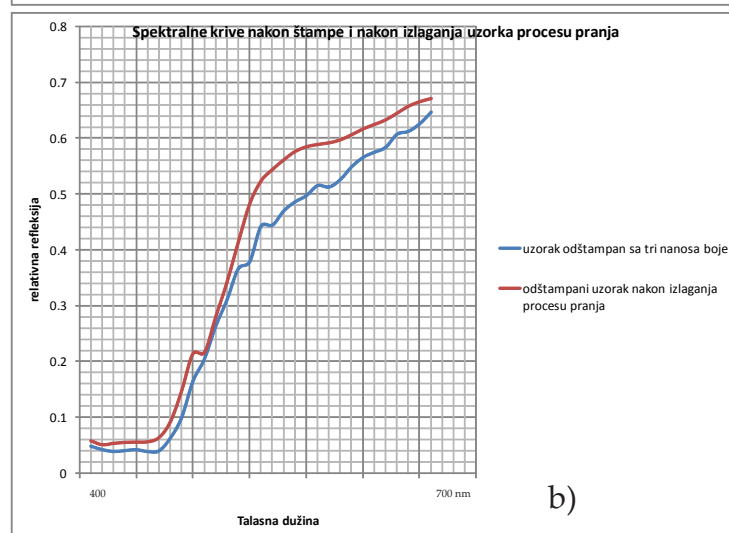 Spektralne krive nakon štampe i nakon izlaganja uzorka procesu pranja
0.8
0.7
0.6
0.5
0.4
0.3
0.2
0.1
0
relativna refleksija
400
700 nm
Talasna dužina
uzorak odštampan sa tri nanosa boje
odštampani uzorak nakon izlaganja
procesu pranja
b)